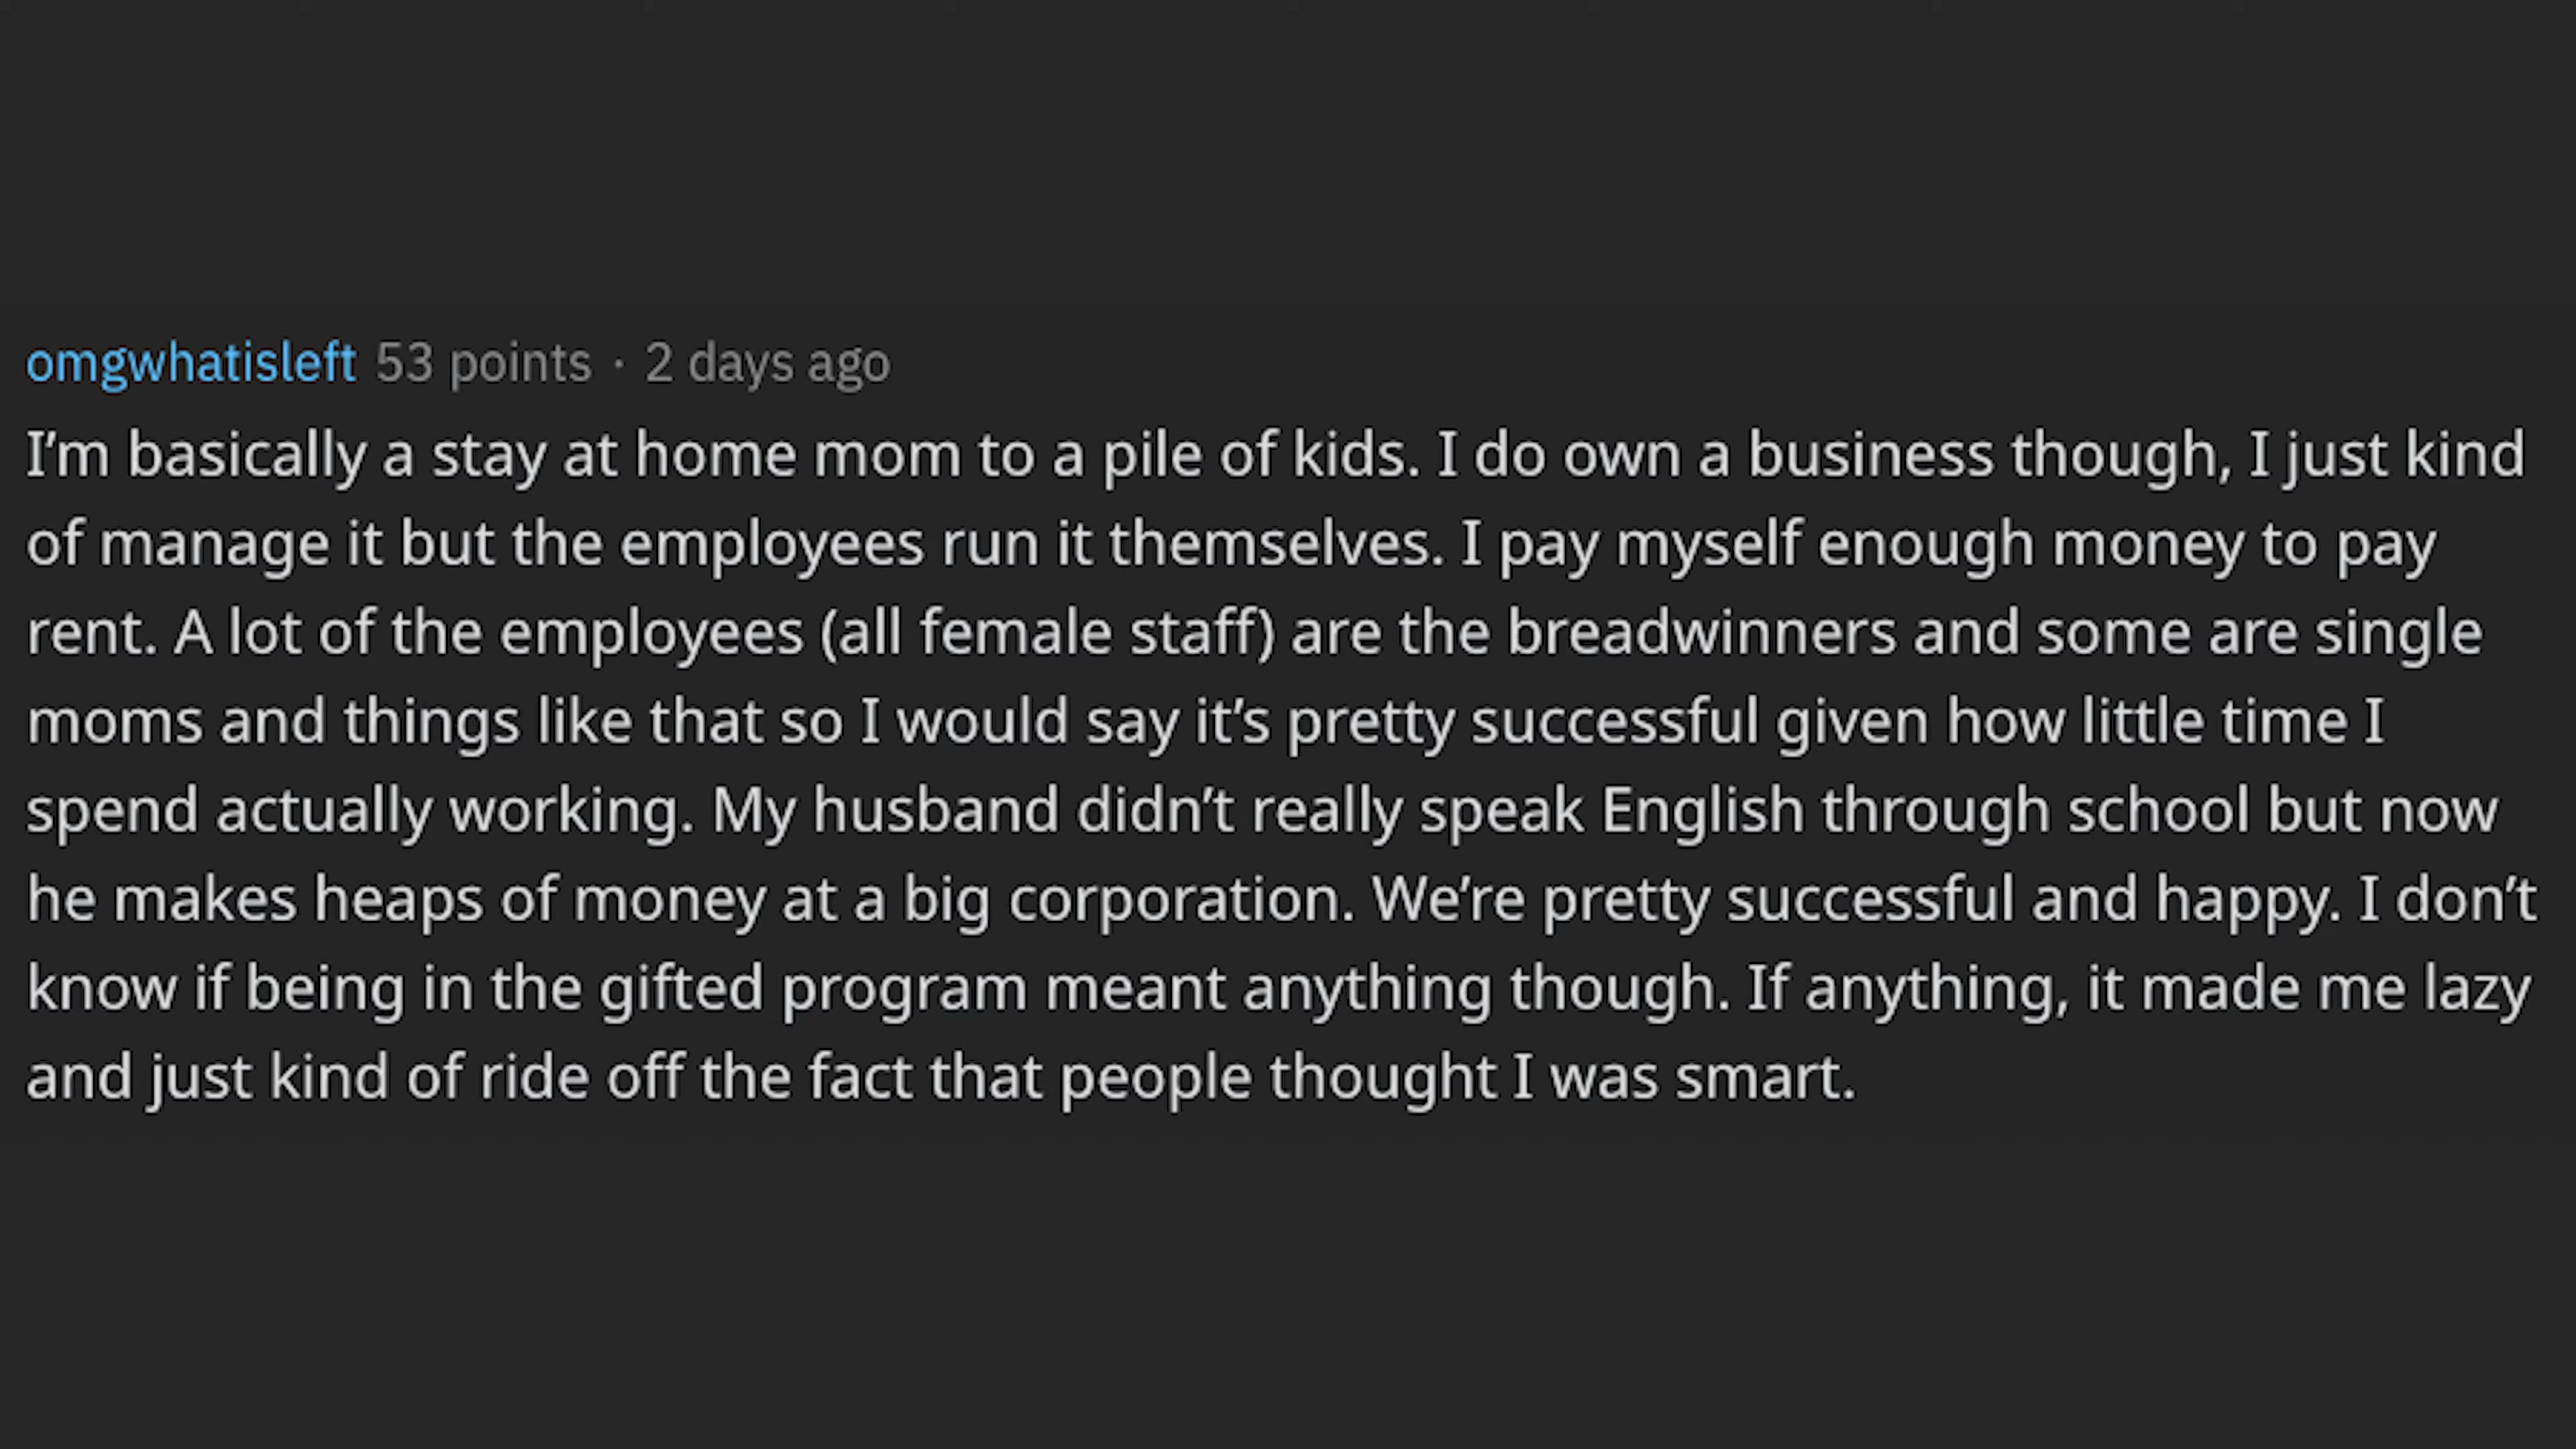 omgwhatisleft 53 points · 2 days ago
I’m basically a stay at home mom to a pile of kids. I do own a business though, I just kind
of manage it but the employees run it themselves. I pay myself enough money to pay
rent. A lot of the employees (all female staff) are the breadwinners and some are single
moms and things like that so I would say it’s pretty successful given how little time I
spend actually working. My husband didn’t really speak English through school but now
he makes heaps of money at a big corporation. We’re pretty successful and happy. I don’t
know if being in the gifted program meant anything though. If anything, it made me lazy
and just kind of ride off the fact that people thought I was smart.